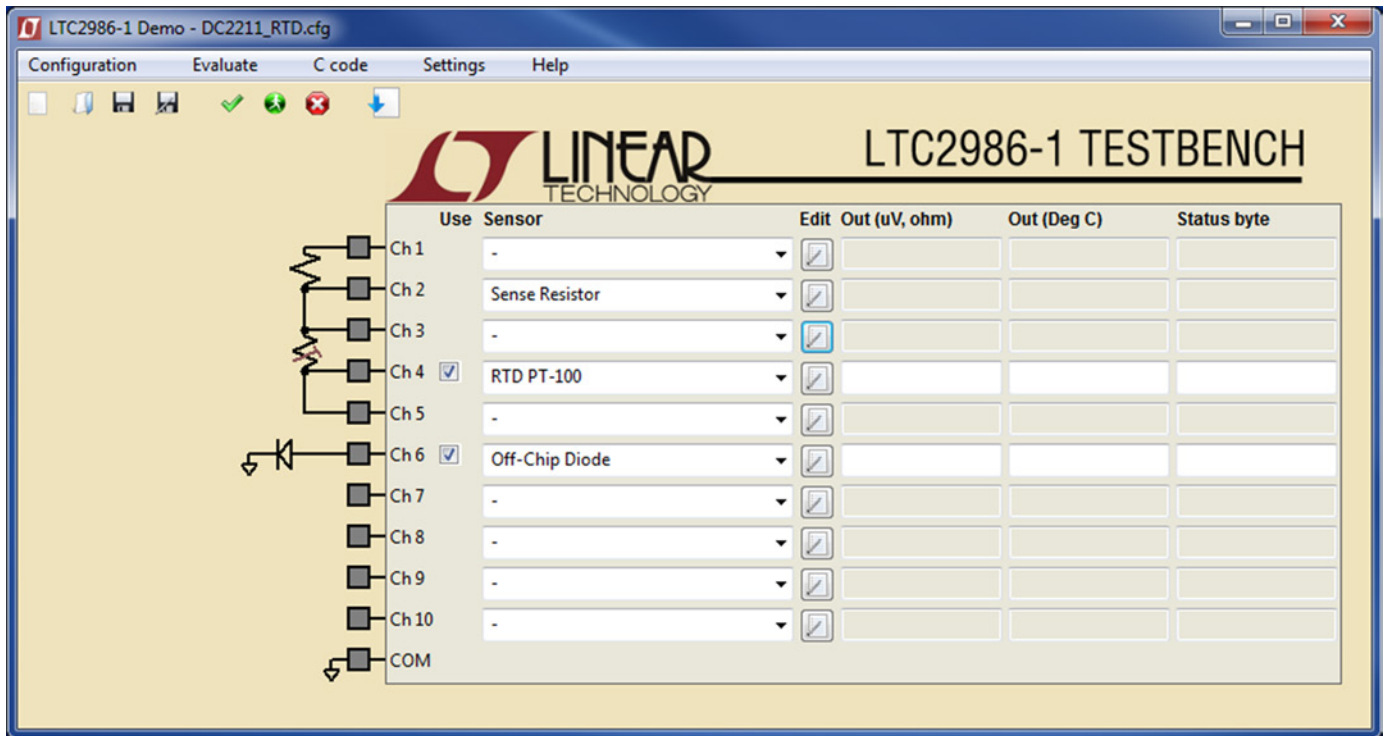 LTC2986-1 Demo - DC2211_RTD.cfg
Configuration Evaluate C code Settings Help
LINEAR
TECHNOLOGY
LTC2986-1 TESTBENCH
Use Sensor Edit Out (uV, ohm) Out (Deg C) Status byte
Ch 1 -
Ch 2 Sense Resistor
Ch 3 -
Ch 4 RTD PT-100
Ch 5 -
Ch 6 Off-Chip Diode
Ch 7 -
Ch 8 -
Ch 9 -
Ch 10 -
COM